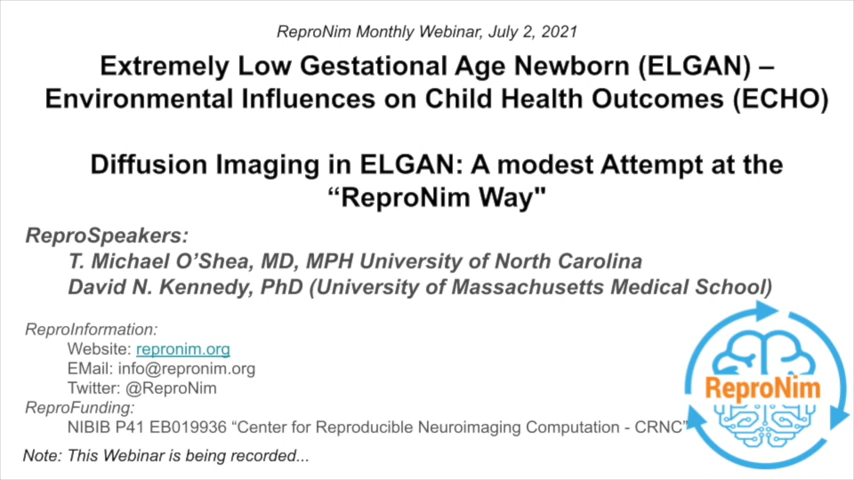 ReproNim Monthly Webinar, July 2, 2021
Extremely Low Gestational Age Newborn (ELGAN) –
Environmental Influences on Child Health Outcomes (ECHO)
Diffusion Imaging in ELGAN: A modest Attempt at the
“ReproNim Way"
ReproSpeakers:
T. Michael O’Shea, MD, MPH University of North Carolina
David N. Kennedy, PhD (University of Massachusetts Medical School)
ReproInformation:
Website: repronim.org
EMail: info@repronim.org
Twitter: @ReproNim
ReproFunding:
NIBIB P41 EB019936 “Center for Reproducible Neuroimaging Computation - CRNC”
Note: This Webinar is being recorded...
ReproNim